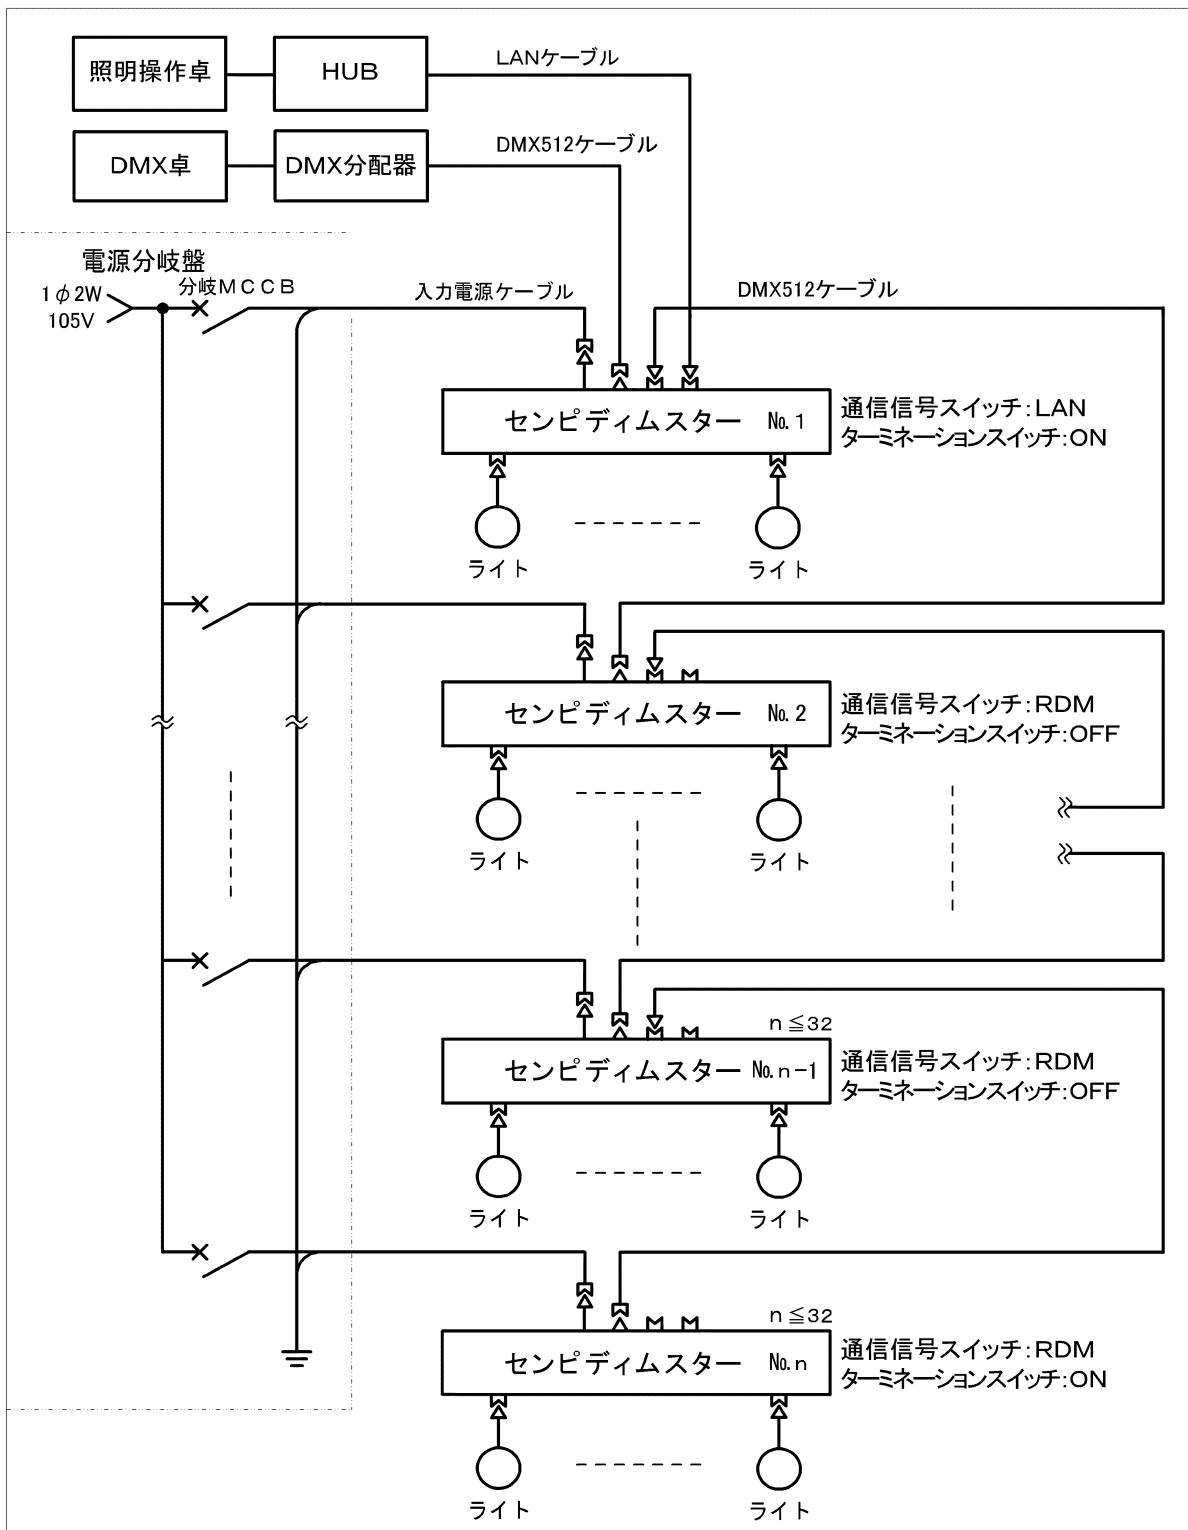 照明操作卓
HUB
LANケーブル
DMX卓
DMX分配器
DMX512ケーブル
電源分岐盤
1φ2W
105V
分岐MCCB
入力電源ケーブル
DMX512ケーブル
センピディムスター No.1
通信信号スイッチ:LAN
ターミネーションスイッチ:ON
ライト
ライト
センピディムスター No.2
通信信号スイッチ:RDM
ターミネーションスイッチ:OFF
ライト
ライト
n≦32
センピディムスター No.n-1
通信信号スイッチ:RDM
ターミネーションスイッチ:OFF
ライト
ライト
n≦32
センピディムスター No.n
通信信号スイッチ:RDM
ターミネーションスイッチ:ON
ライト
ライト